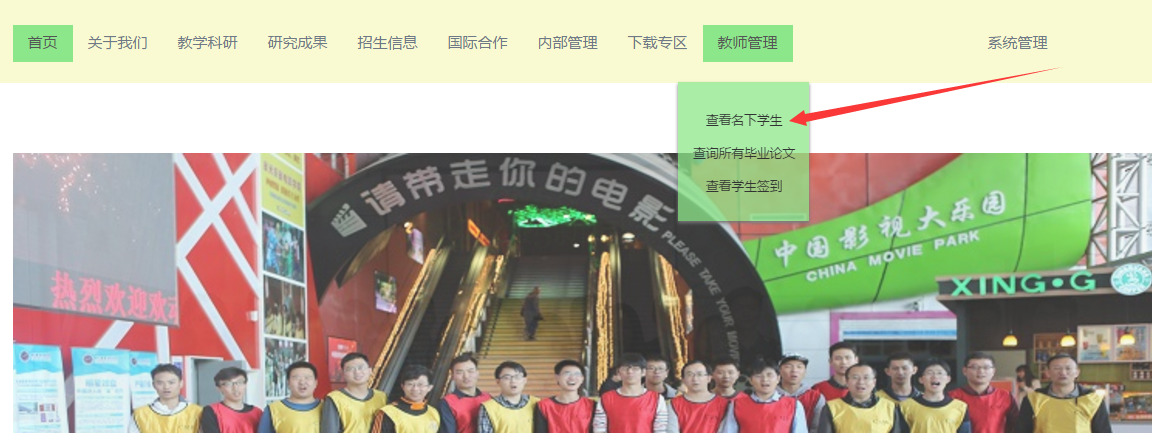 首页 关于我们 教学科研 研究成果 招生信息 国际合作 内部管理 下载专区 教师管理 系统管理
查看名下学生
查询所有毕业论文
查看学生签到
请带走你的电影
PLEASE TAKE YOUR MOVI
中国影视大乐园
CHINA MOVIE PARK
XING·G
热烈欢迎欢